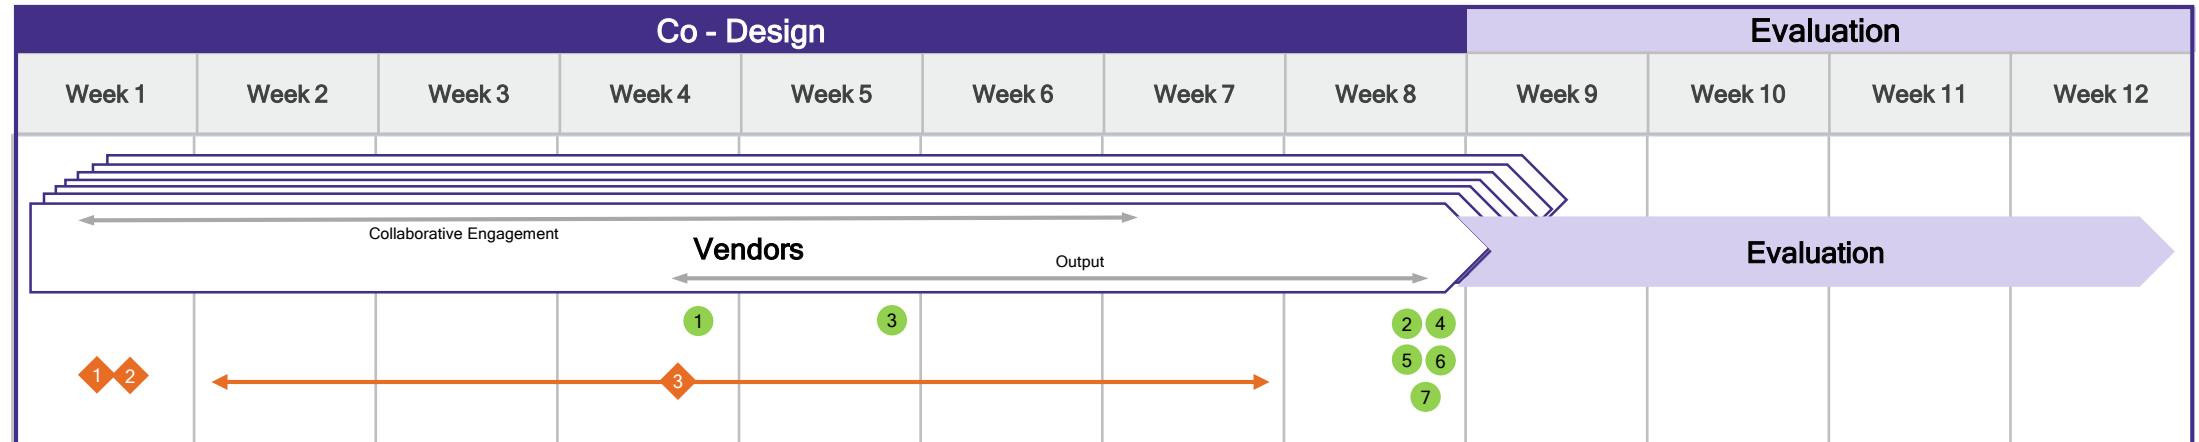 Co - Design
Evaluation
Week 1
Week 2
Week 3
Week 4
Week 5
Week 6
Week 7
Week 8
Week 9
Week 10
Week 11
Week 12
Collaborative Engagement
Vendors
Output
Evaluation
1
3
2 4
5 6
7
1 2
3